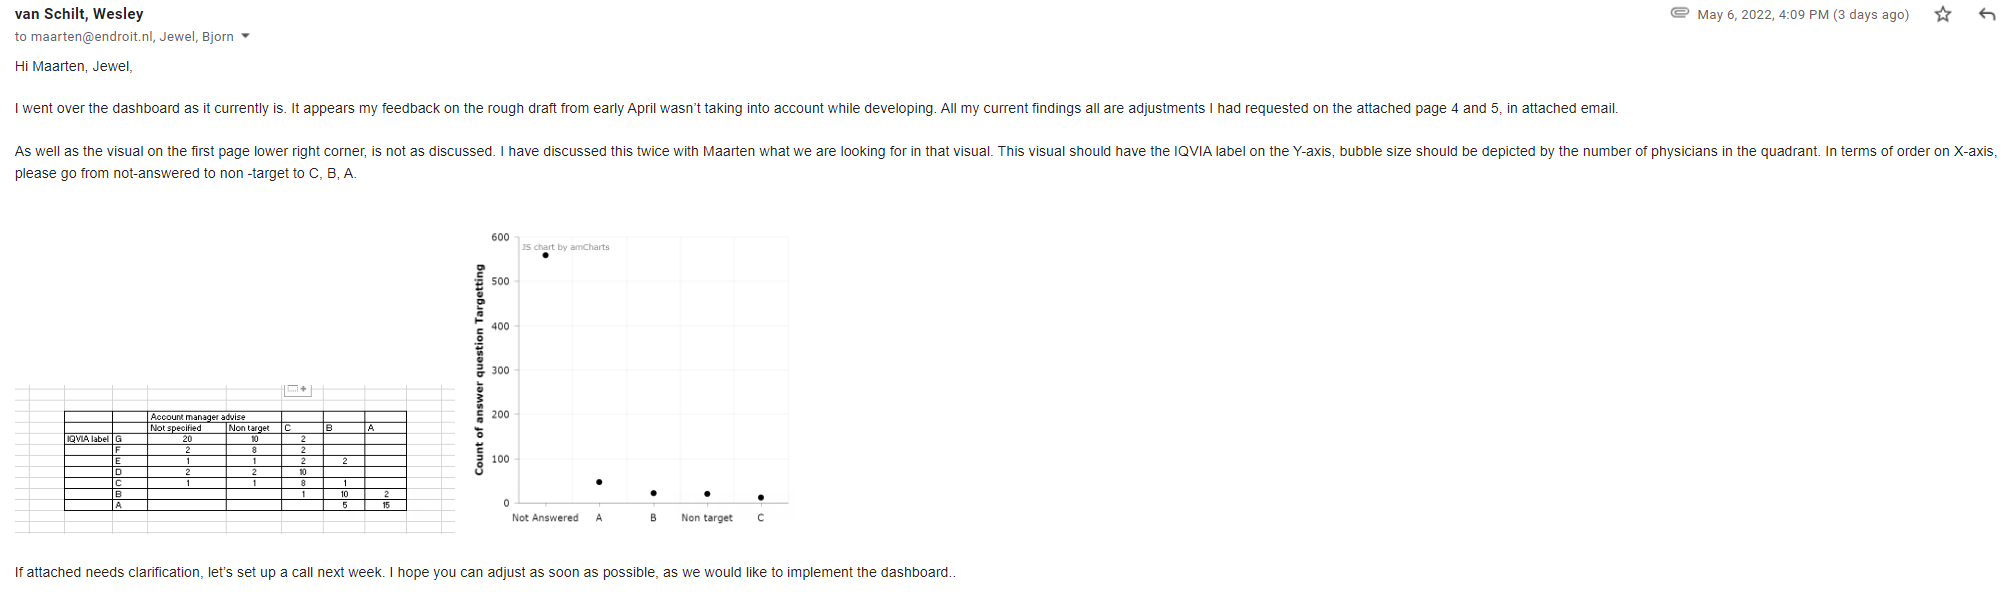 van Schilt, Wesley
May 6, 2022, 4:09 PM (3 days ago)
to maarten@endroit.nl, Jewel, Bjorn
Hi Maarten, Jewel,
I went over the dashboard as it currently is. It appears my feedback on the rough draft from early April wasn't taking into account while developing. All my current findings all are adjustments I had requested on the attached page 4 and 5, in attached email.
As well as the visual on the first page lower right corner, is not as discussed. I have discussed this twice with Maarten what we are looking for in that visual. This visual should have the IQVIA label on the Y-axis, bubble size should be depicted by the number of physicians in the quadrant. In terms of order on X-axis,
please go from not-answered to non -target to C, B, A.
Account manager advise
Not specified Non target C B A
IQVIA label G 20 10 2
F 2 8 2
E 1 1 2 2
D 2 2 10
C 1 1 8 1
B 1 10 2
A 5 15
JS chart by amCharts
Count of answer question Targetting
600
500
400
300
200
100
0
Not Answered A B Non target C
If attached needs clarification, let's set up a call next week. I hope you can adjust as soon as possible, as we would like to implement the dashboard..